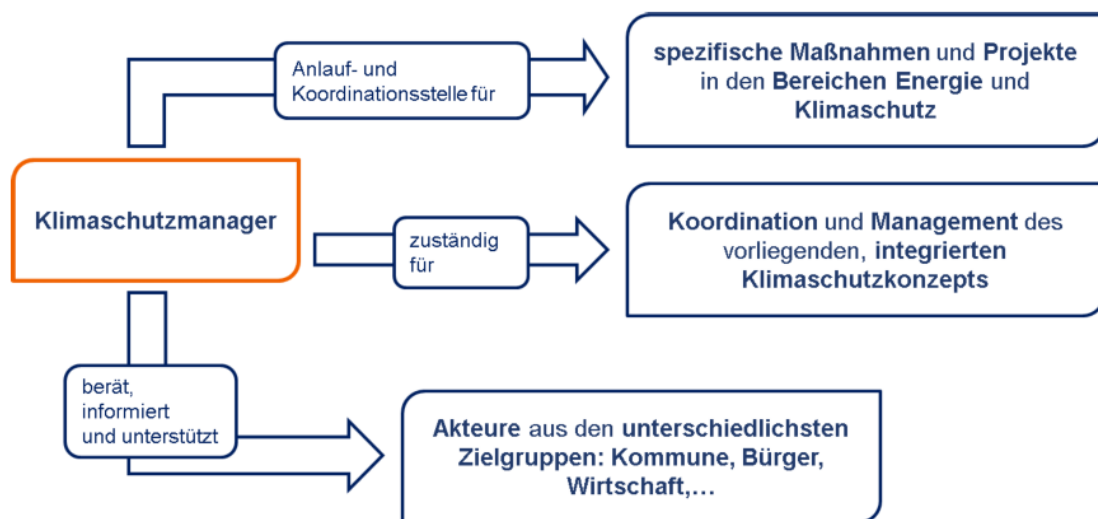 Anlauf- und
Koordinationsstelle für
spezifische Maßnahmen und Projekte
in den Bereichen Energie und
Klimaschutz
Klimaschutzmanager
zuständig
für
Koordination und Management des
vorliegenden, integrierten
Klimaschutzkonzepts
berät,
informiert
und unterstützt
Akteure aus den unterschiedlichsten
Zielgruppen: Kommune, Bürger,
Wirtschaft,…